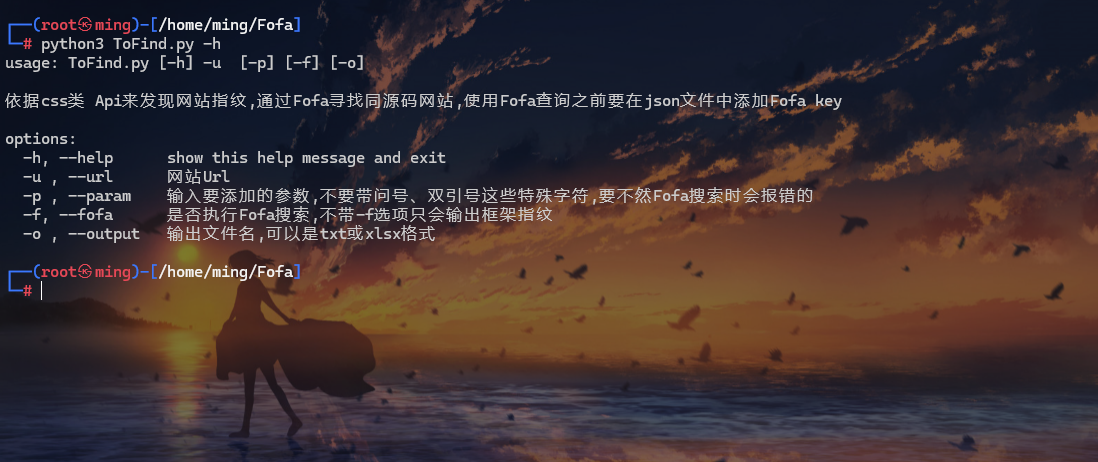 ┌──(root㉿ming)-[/home/ming/Fofa]
└─# python3 ToFind.py -h
usage: ToFind.py [-h] -u  [-p] [-f] [-o]
依据css类 Api来发现网站指纹,通过Fofa寻找同源码网站,使用Fofa查询之前要在json文件中添加Fofa key
options:
  -h, --help      show this help message and exit
  -u , --url      网站Url
  -p , --param    输入要添加的参数,不要带问号、双引号这些特殊字符,要不然Fofa搜索时会报错的
  -f, --fofa      是否执行Fofa搜索,不带-f选项只会输出框架指纹
  -o , --output   输出文件名,可以是txt或xlsx格式
┌──(root㉿ming)-[/home/ming/Fofa]
└─#